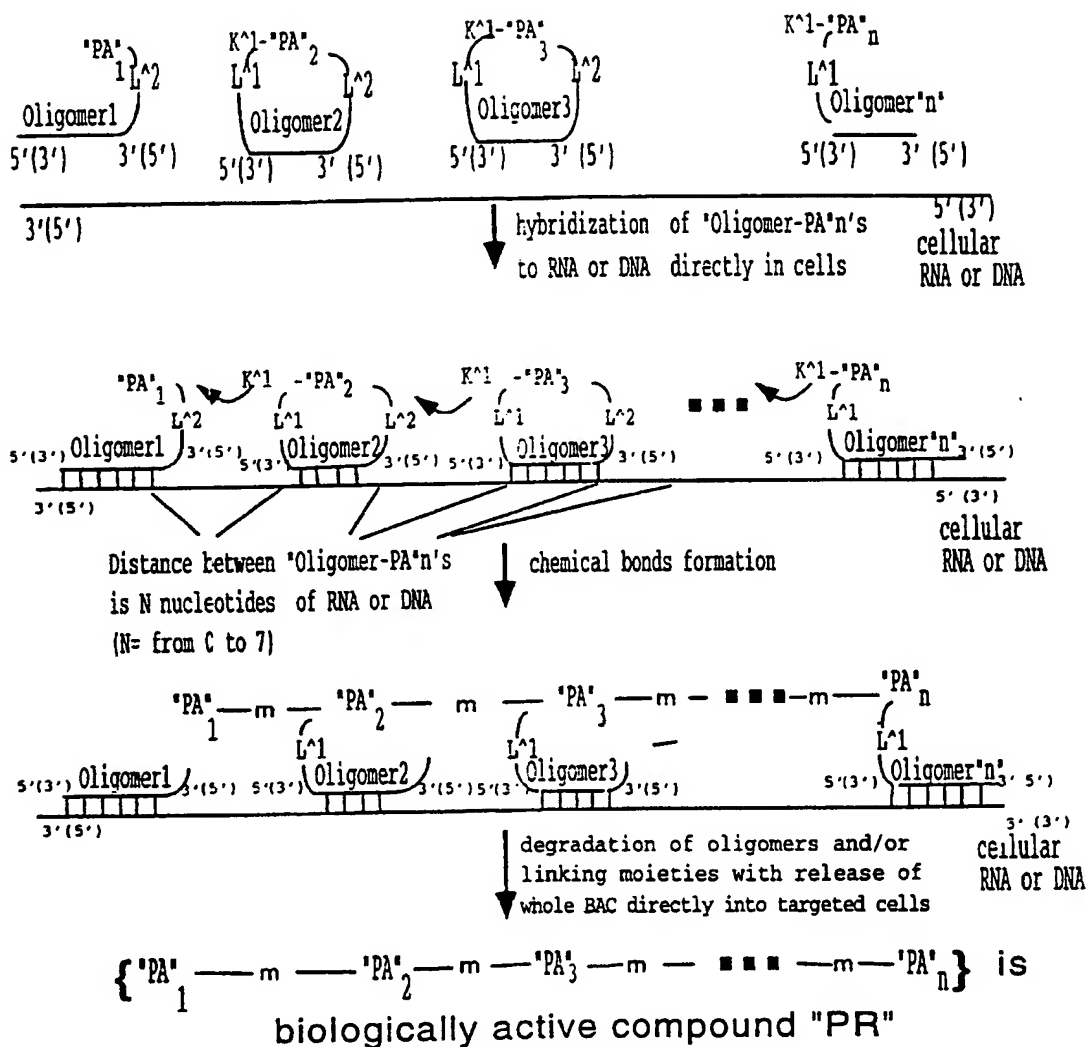 "PA"1 K^1-"PA"2 K^1-"PA"3 K^1-"PA"n
L^2 L^1 L^2 L^1 L^2 L^1
Oligomer1 Oligomer2 Oligomer3 Oligomer"n"
5'(3') 3'(5') 5'(3') 3' (5') 5'(3') 3' (5') 5'(3') 3' (5')
3'(5') 5'(3')
hybridization of "Oligomer-PA"n's
to RNA or DNA directly in cells
cellular
RNA or DNA
"PA"1 K^1 -"PA"2 K^1 -"PA"3 ■ ■ ■ K^1-"PA"n
L^2 L^1 L^2 L^1 L^2 L^1
Oligomer1 Oligomer2 Oligomer3 Oligomer"n"
5'(3') 3'(5') 5'(3') 3'(5') 5'(3') 3'(5') 5'(3') 3'(5')
3'(5') 5' (3')
cellular
RNA or DNA
Distance between "Oligomer-PA"n's
is N nucleotides of RNA or DNA
(N= from C to 7)
chemical bonds formation
"PA"1 — m — "PA"2 — m — "PA"3 — m — ■ ■ ■ — m — "PA"n
L^1 L^1 L^1
Oligomer1 Oligomer2 Oligomer3 Oligomer"n"
5'(3') 3'(5') 5'(3') 3'(5') 5'(3') 3'(5') 5'(3') 3' 5')
3'(5') 3' (3')
degradation of oligomers and/or
linking moieties with release of
whole BAC directly into targeted cells
cellular
RNA or DNA
{"PA"1 — m — "PA"2 — m — "PA"3 — m — ■ ■ ■ — m — "PA"n} is
biologically active compound "PR"